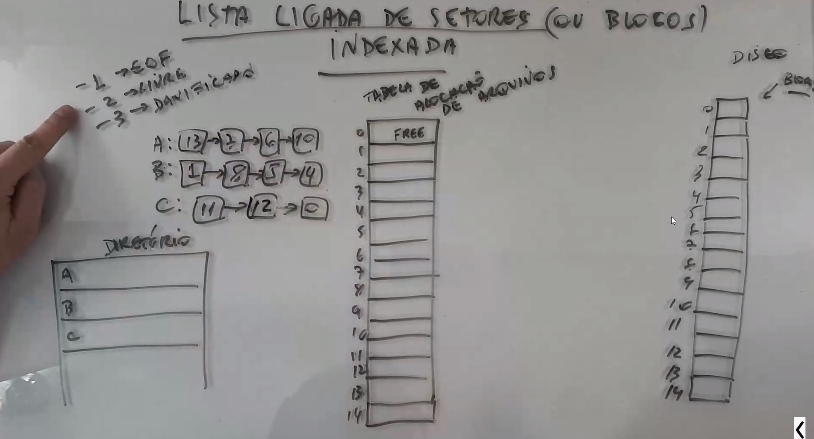 LISTA LIGADA DE SETORES (OU BLOCOS)
INDEXADA
-1 → EOF
-2 → LIVRE
-3 → DANIFICADO
A: 13 → 7 → 6 → 10
B: 1 → 8 → 5 → 4
C: 11 → 12 → 0
DIRETÓRIO
A
B
C
TABELA DE
ALOCAÇÃO
DE ARQUIVOS
0 FREE
1
2
3
4
5
6
7
8
9
10
11
12
13
14
DISCO
0
1
2
3
4
5
6
7
8
9
10
11
12
13
14